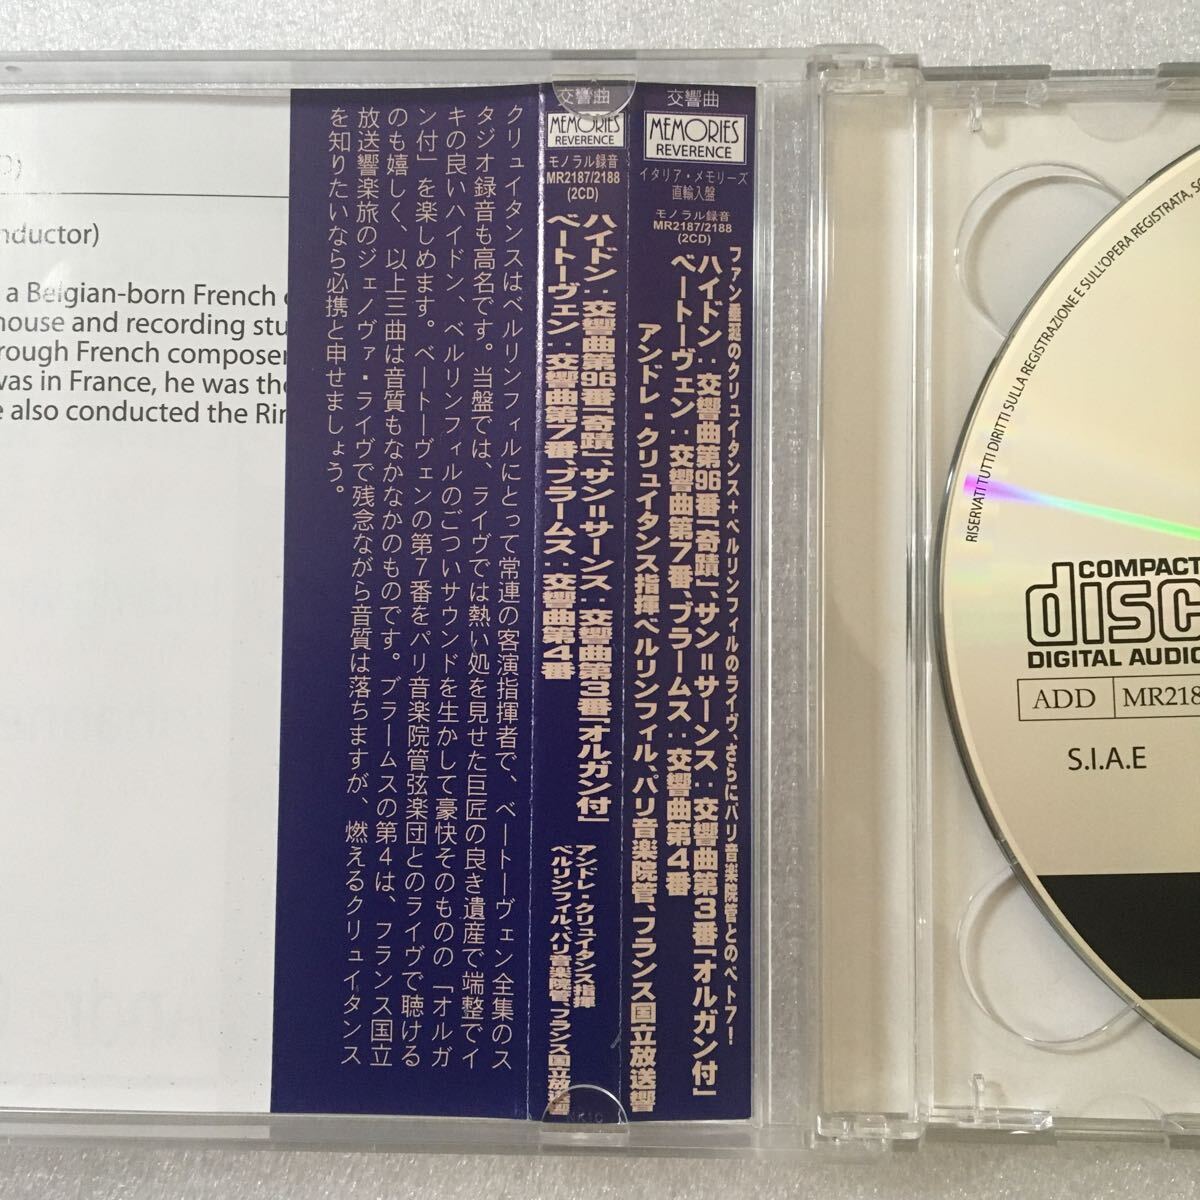 nductor)
a Belgian-born French
house and recording stu
rough French composer
was in France, he was the
e also conducted the Rin
交響曲
MEMORIES
REVERENCE
イタリア・メモリーズ
直輸入盤
モノラル録音
MR2187/2188
(2CD)
ファン垂涎のクリュイタンス+ベルリンフィルのライヴ、さらにパリ音楽院管とのベト7!
ハイドン:交響曲第96番「奇蹟」、サン=サーンス:交響曲第3番「オルガン付」
ベートーヴェン:交響曲第7番、ブラームス:交響曲第4番
アンドレ・クリュイタンス指揮ベルリンフィル、パリ音楽院管、フランス国立放送響
交響曲
MEMORIES
REVERENCE
モノラル録音
MR2187/2188
(2CD)
ハイドン:交響曲第96番「奇蹟」、サン=サーンス:交響曲第3番「オルガン付」
ベートーヴェン:交響曲第7番、ブラームス:交響曲第4番
アンドレ・クリュイタンス指揮
ベルリンフィル、パリ音楽院管、フランス国立放送響
クリュイタンスはベルリンフィルにとって常連の客演指揮者で、ベートーヴェン全集のス
タジオ録音も高名です。当盤では、ライヴでは熱い処を見せた巨匠の良き遺産で端整でイ
キの良いハイドン、ベルリンフィルのごついサウンドを生かして豪快そのものの「オルガ
ン付」を楽しめます。ベートーヴェンの第7番をパリ音楽院管弦楽団とのライヴで聴ける
のも嬉しく、以上三曲は音質もなかなかのものです。ブラームスの第4は、フランス国立
放送響楽旅のジェノヴァ・ライヴで残念ながら音質は落ちますが、燃えるクリュイタンス
を知りたいなら必携と申せましょう。
RISERVATI TUTTI DIRITTI SULLA REGISTRAZIONE E SULL'OPERA REGISTRATA,
COMPACT
disc
DIGITAL AUDIO
ADD
MR218
S.I.A.E